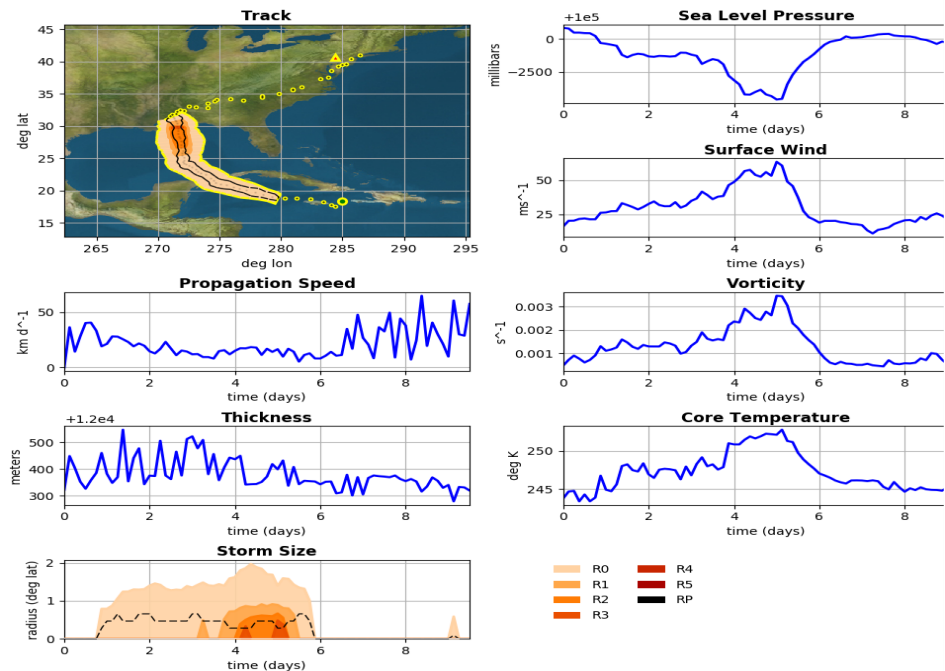 Track
45
40
35
30
25
20
15
deg lat
265 270 275 280 285 290 295
deg lon
Sea Level Pressure
+1e5
0
−2500
millibars
time (days)
Surface Wind
50
25
ms^-1
0 2 4 6 8
time (days)
Propagation Speed
50
0
km d^-1
0 2 4 6 8
time (days)
Vorticity
0.003
0.002
0.001
s^-1
0 2 4 6 8
time (days)
Thickness
+1.2e4
500
400
300
meters
0 2 4 6 8
time (days)
Core Temperature
250
245
deg K
0 2 4 6 8
time (days)
Storm Size
2
1
0
radius (deg lat)
0 2 4 6 8
time (days)
R0 R4
R1 R5
R2 RP
R3